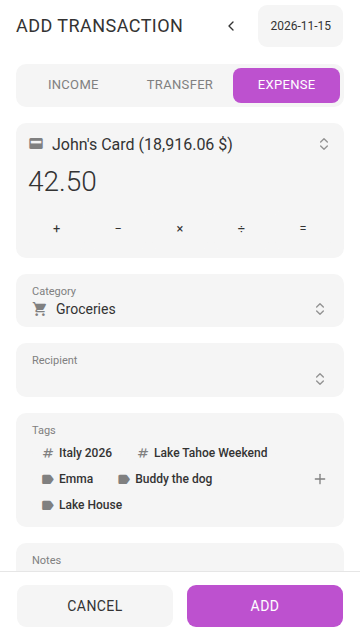 ADD TRANSACTION
2026-11-15
INCOME TRANSFER EXPENSE
John's Card (18,916.06 $)
42.50
+ − × ÷ =
Category
Groceries
Recipient
Tags
# Italy 2026 # Lake Tahoe Weekend
Emma Buddy the dog
Lake House
Notes
CANCEL ADD